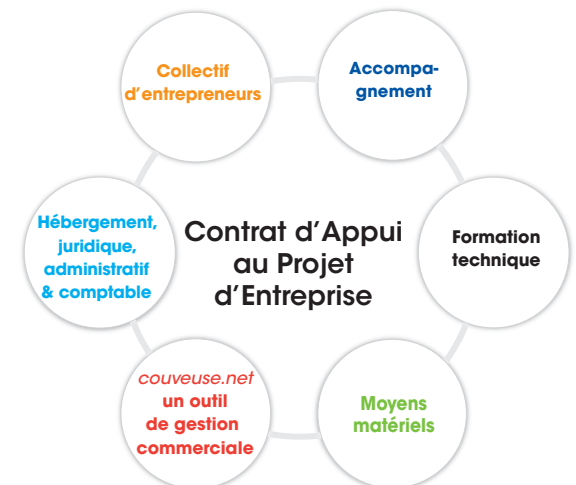 Collectif
d'entrepreneurs
Accompa-
gnement
Hébergement,
juridique,
administratif
& comptable
Contrat d'Appui
au Projet
d'Entreprise
Formation
technique
couveuse.net
un outil
de gestion
commerciale
Moyens
matériels